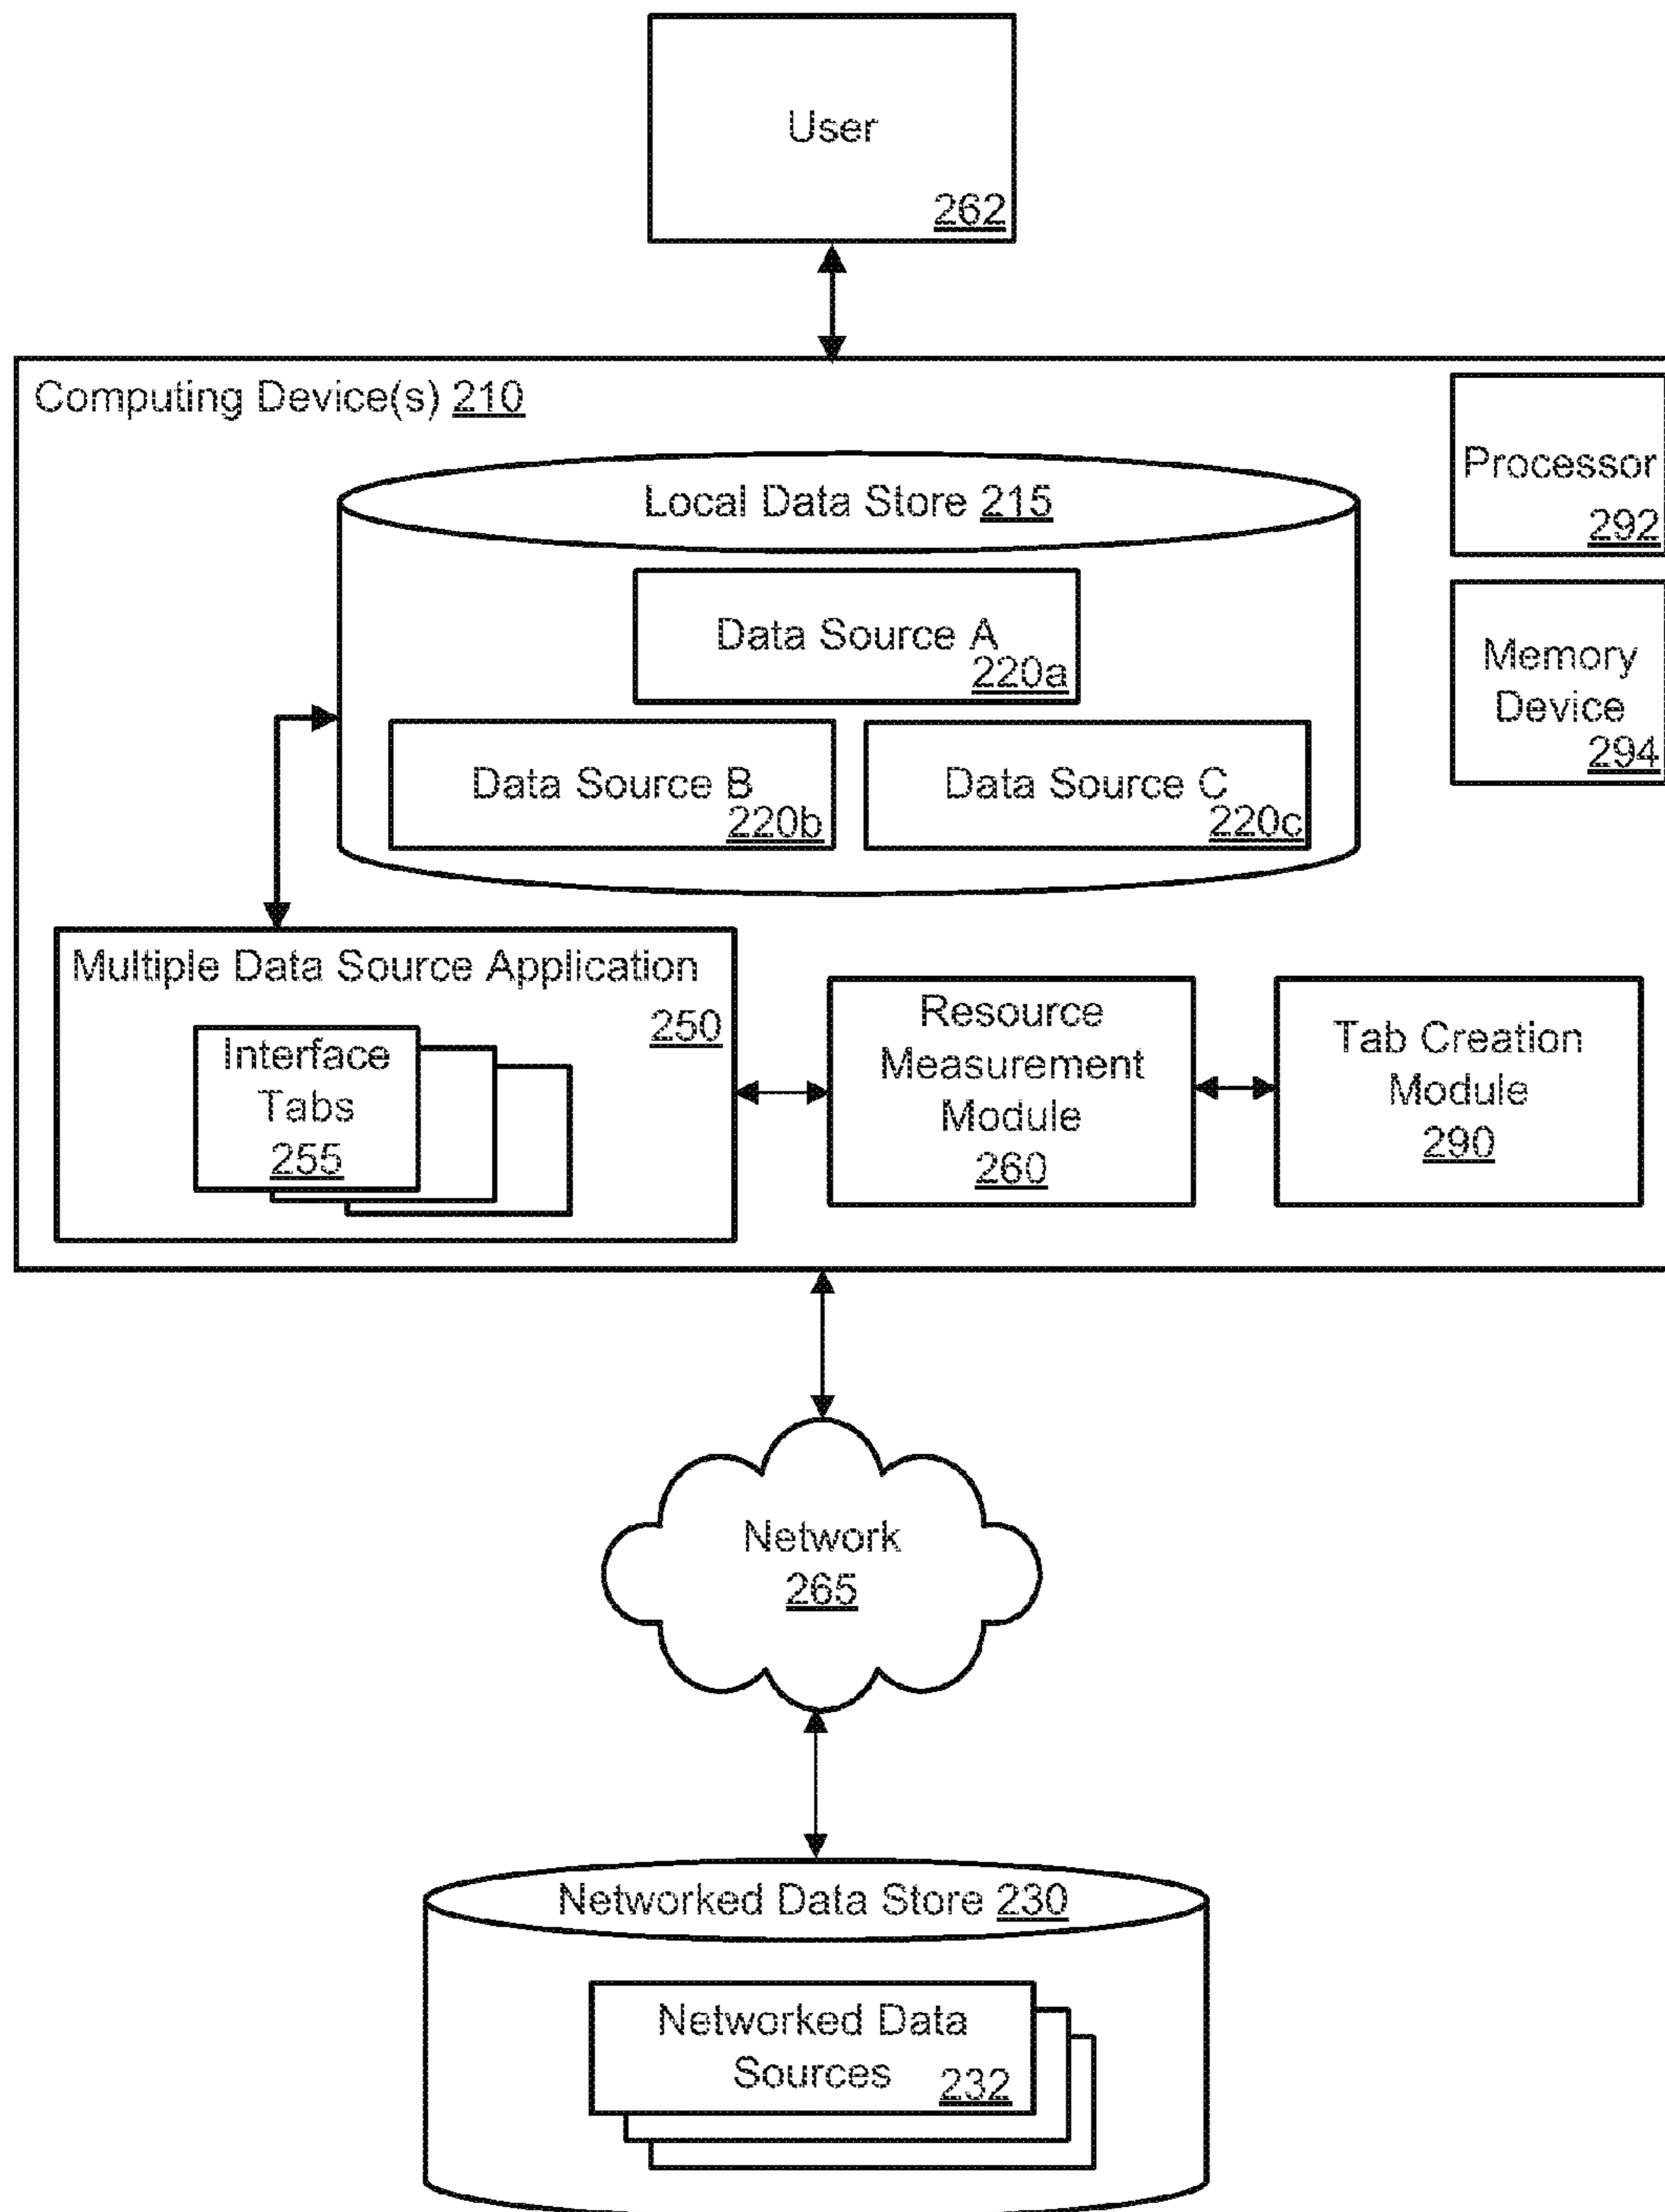 User
262
Computing Device(s) 210
Processor
292
Local Data Store 215
Data Source A
220a
Memory
Device
294
Data Source B
220b
Data Source C
220c
Multiple Data Source Application
250
Interface
Tabs
255
Resource
Measurement
Module
260
Tab Creation
Module
290
Network
265
Networked Data Store 230
Networked Data
Sources 232